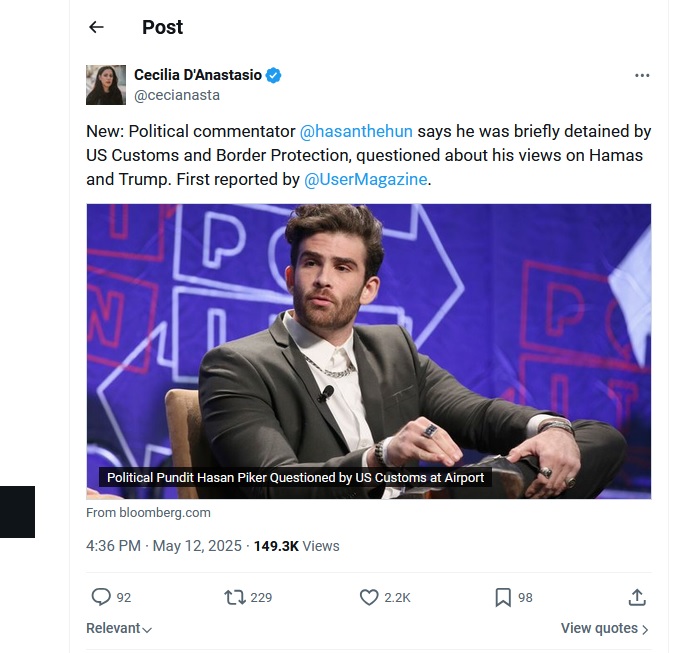 Post
Cecilia D'Anastasio
@cecianasta
New: Political commentator @hasanthehun says he was briefly detained by
US Customs and Border Protection, questioned about his views on Hamas
and Trump. First reported by @UserMagazine.
Political Pundit Hasan Piker Questioned by US Customs at Airport
From bloomberg.com
4:36 PM · May 12, 2025 · 149.3K Views
92
229
2.2K
98
Relevant
View quotes